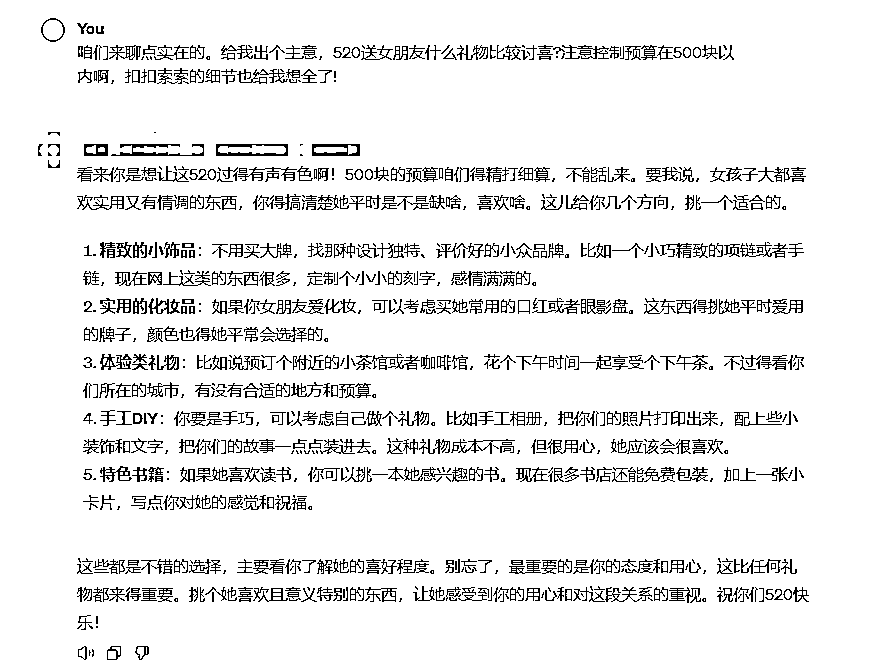 You
咱们来聊点实在的。给我出个主意，520送女朋友什么礼物比较讨喜?注意控制预算在500块以
内啊，扣扣索索的细节也给我想全了!
看来你是想让这520过得有声有色啊！500块的预算咱们得精打细算，不能乱来。要我说，女孩子大都喜
欢实用又有情调的东西，你得搞清楚她平时是不是缺啥，喜欢啥。这儿给你几个方向，挑一个适合的。
1. 精致的小饰品：不用买大牌，找那种设计独特、评价好的小众品牌。比如一个小巧精致的项链或者手
链，现在网上这类的东西很多，定制个小小的刻字，感情满满的。
2. 实用的化妆品：如果你女朋友爱化妆，可以考虑买她常用的口红或者眼影盘。这东西得挑她平时爱用
的牌子，颜色也得她平常会选择的。
3. 体验类礼物：比如说预订个附近的小茶馆或者咖啡馆，花个下午时间一起享受个下午茶。不过得看你
们所在的城市，有没有合适的地方和预算。
4. 手工DIY：你要是手巧，可以考虑自己做个礼物。比如手工相册，把你们的照片打印出来，配上些小
装饰和文字，把你们的故事一点点装进去。这种礼物成本不高，但很用心，她应该会很喜欢。
5. 特色书籍：如果她喜欢读书，你可以挑一本她感兴趣的书。现在很多书店还能免费包装，加上一张小
卡片，写点你对她的感觉和祝福。
这些都是不错的选择，主要看你了解她的喜好程度。别忘了，最重要的是你的态度和用心，这比任何礼
物都来得重要。挑个她喜欢且意义特别的东西，让她感受到你的用心和对这段关系的重视。祝你们520快
乐！